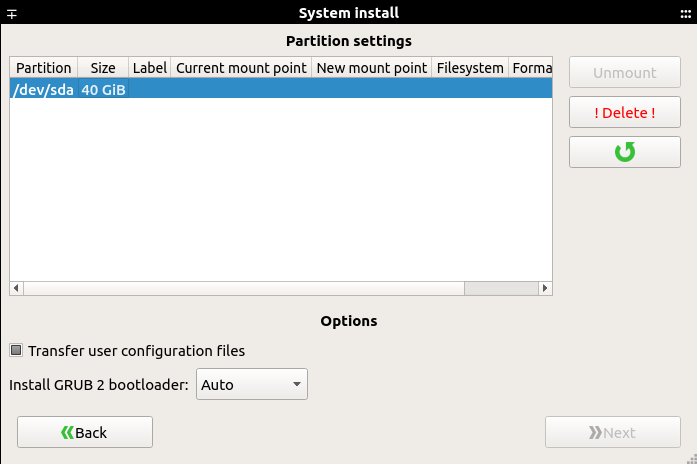 System install
Partition settings
Partition Size Label Current mount point New mount point Filesystem Forma
/dev/sda 40 GiB
Unmount
! Delete !
Options
Transfer user configuration files
Install GRUB 2 bootloader: Auto
Back
Next